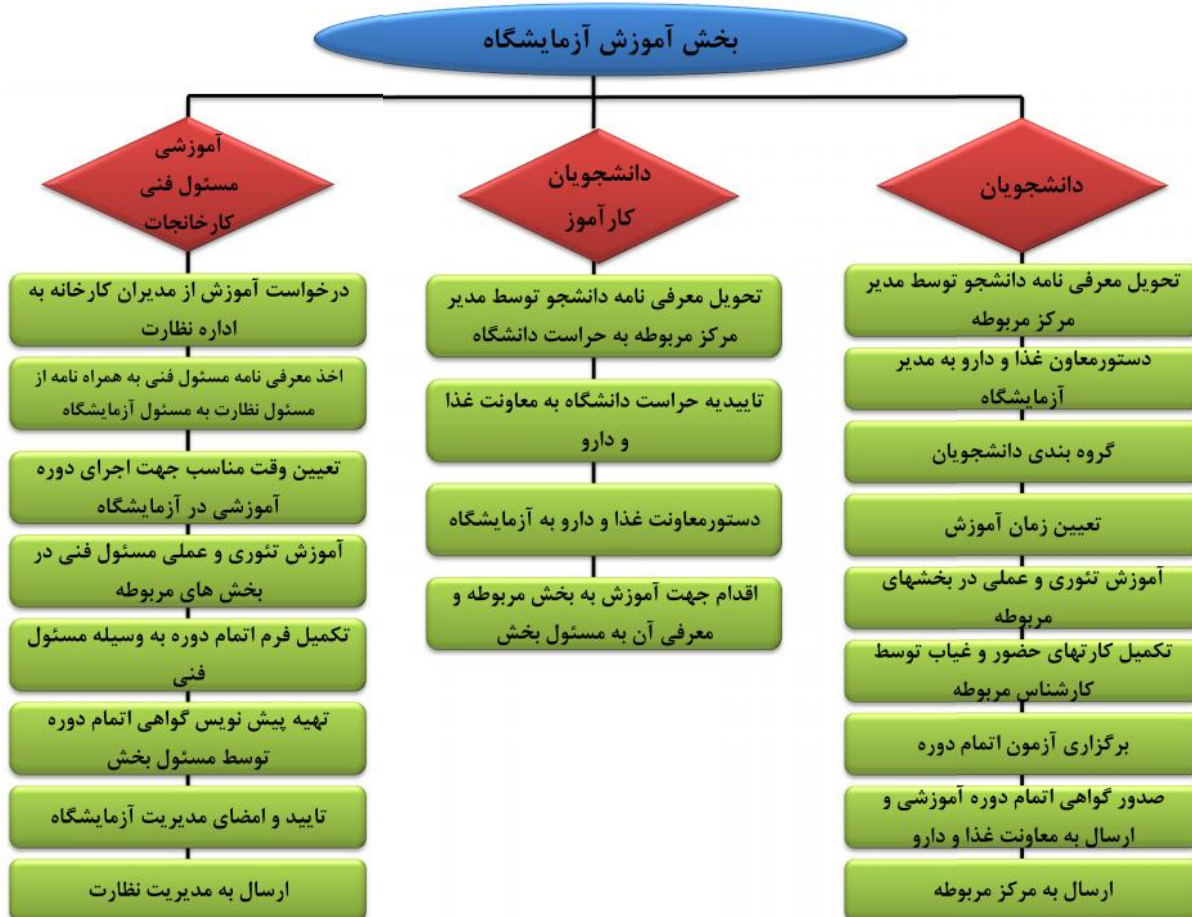 بخش آموزش آزمایشگاه
دانشجویان
تحویل معرفی نامه دانشجو توسط مدیر
مرکز مربوطه
دستورمعاون غذا و دارو به مدیر
آزمایشگاه
گروه بندی دانشجویان
تعیین زمان آموزش
آموزش تئوری و عملی در بخشهای
مربوطه
تکمیل کارتهای حضور و غیاب توسط
کارشناس مربوطه
برگزاری آزمون اتمام دوره
صدور گواهی اتمام دوره آموزشی و
ارسال به معاونت غذا و دارو
ارسال به مرکز مربوطه
دانشجویان
کارآموز
تحویل معرفی نامه دانشجو توسط مدیر
مرکز مربوطه به حراست دانشگاه
تاییدیه حراست دانشگاه به معاونت غذا
و دارو
دستورمعاونت غذا و دارو به آزمایشگاه
اقدام جهت آموزش به بخش مربوطه و
معرفی آن به مسئول بخش
آموزشی
مسئول فنی
کارخانجات
درخواست آموزش از مدیران کارخانه به
اداره نظارت
اخذ معرفی نامه مسئول فنی به همراه نامه از
مسئول نظارت به مسئول آزمایشگاه
تعیین وقت مناسب جهت اجرای دوره
آموزشی در آزمایشگاه
آموزش تئوری و عملی مسئول فنی در
بخش های مربوطه
تکمیل فرم اتمام دوره به وسیله مسئول
فنی
تهیه پیش نویس گواهی اتمام دوره
توسط مسئول بخش
تایید و امضای مدیریت آزمایشگاه
ارسال به مدیریت نظارت